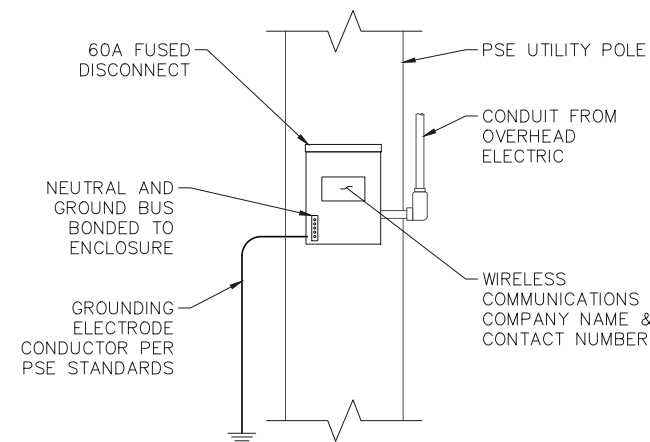 60A FUSED
DISCONNECT
PSE UTILITY POLE
CONDUIT FROM
OVERHEAD
ELECTRIC
NEUTRAL AND
GROUND BUS
BONDED TO
ENCLOSURE
WIRELESS
COMMUNICATIONS
COMPANY NAME &
CONTACT NUMBER
GROUNDING
ELECTRODE
CONDUCTOR PER
PSE STANDARDS